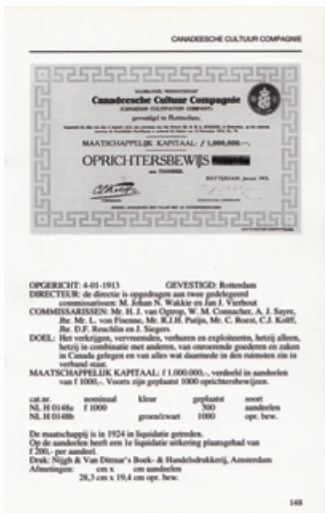 CANADEESCHE CULTUUR COMPAGNIE
NAAMLOOZE VENNOOTSCHAP
Canadeesche Cultuur Compagnie
(CANADIAN CULTIVATION COMPANY)
gevestigd te Rotterdam.
MAATSCHAPPELIJK KAPITAAL: ƒ 1,000,000.—,
OPRICHTERSBEWIJS
aan TOONDER.
ROTTERDAM, Januari 1913.
OPGERICHT: 4-01-1913 GEVESTIGD: Rotterdam
DIRECTEUR: de directie is opgedragen aan twee gedelegeerd
commissarissen: M. Johan N. Wakkie en Jan J. Vierhout
COMMISSARISSEN: Mr. H. J. van Ogtrop, W.M. Connacher, A. J. Sayre,
Jhr. Mr. L. von Fisenne, Mr. R.J.H. Patijn, Mr. C. Roest, C.J. Kolff,
Jhr. D.F. Reuchlin en J. Siegers
DOEL: Het verkrijgen, vervreemden, verhuren en exploiteeren, hetzij alleen,
hetzij in combinatie met anderen, van onroerende goederen en zaken
in Canada gelegen en van alles wat daarmede in den ruimsten zin in
verband staat.
MAATSCHAPPELIJK KAPITAAL: f 1.000.000,-, verdeeld in aandeelen
van f 1000,-. Voorts zijn geplaatst 1000 oprichtersbewijzen.
cat.nr. nominaal kleur geplaatst soort
NL H 0148a f 1000 500 aandeelen
NL H 0148b groen/zwart 1000 opr. bew.
De maatschappij is in 1924 in liquidatie getreden.
Op de aandeelen heeft een 1e liquidatie uitkering plaatsgehad van
f 200,- per aandeel.
Druk: Nijgh & Van Ditmar's Boek- & Handelsdrukkerij, Amsterdam
Afmetingen: cm x cm aandeelen
28,3 cm x 19,4 cm opr. bew.
148